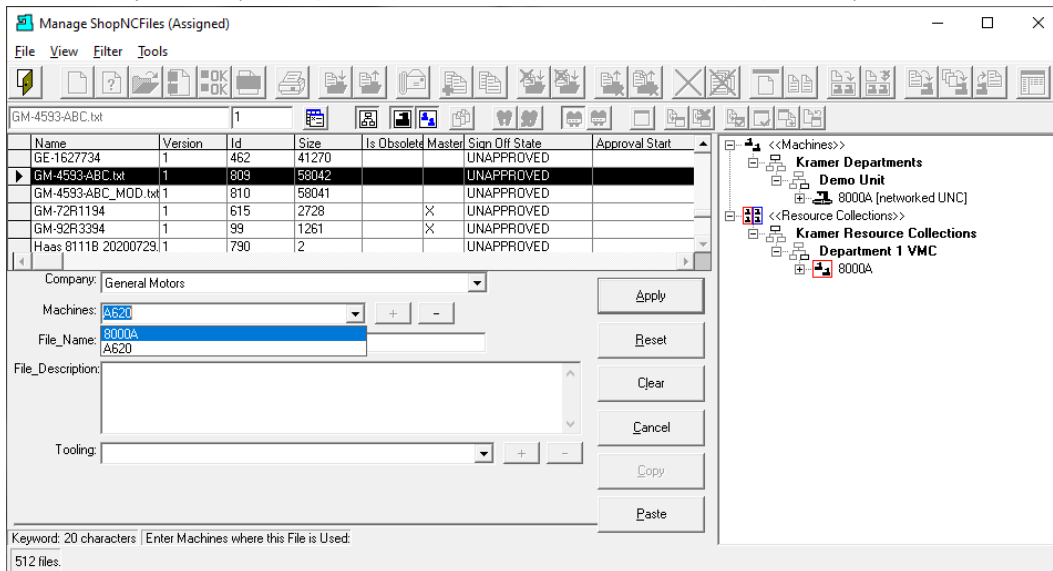 Manage ShopNCFiles (Assigned)
File View Filter Tools
OK
OK
GM-4593-ABC.txt 1
Name Version Id Size Is Obsolete Master Sign Off State Approval Start
GE-1627734 1 462 41270 UNAPPROVED
GM-4593-ABC.txt 1 809 58042 UNAPPROVED
GM-4593-ABC_MOD.txt 1 810 58041 UNAPPROVED
GM-72R1194 1 615 2728 X UNAPPROVED
GM-92R3394 1 99 1261 X UNAPPROVED
Haas 8111B 20200729. 1 790 2 UNAPPROVED
<<Machines>>
Kramer Departments
Demo Unit
8000A [networked UNC]
<<Resource Collections>>
Kramer Resource Collections
Department 1 VMC
8000A
Company: General Motors
Machines: A620
8000A
A620
File_Name:
File_Description:
Tooling:
Apply
Reset
Clear
Cancel
Copy
Paste
Keyword: 20 characters Enter Machines where this File is Used:
512 files.